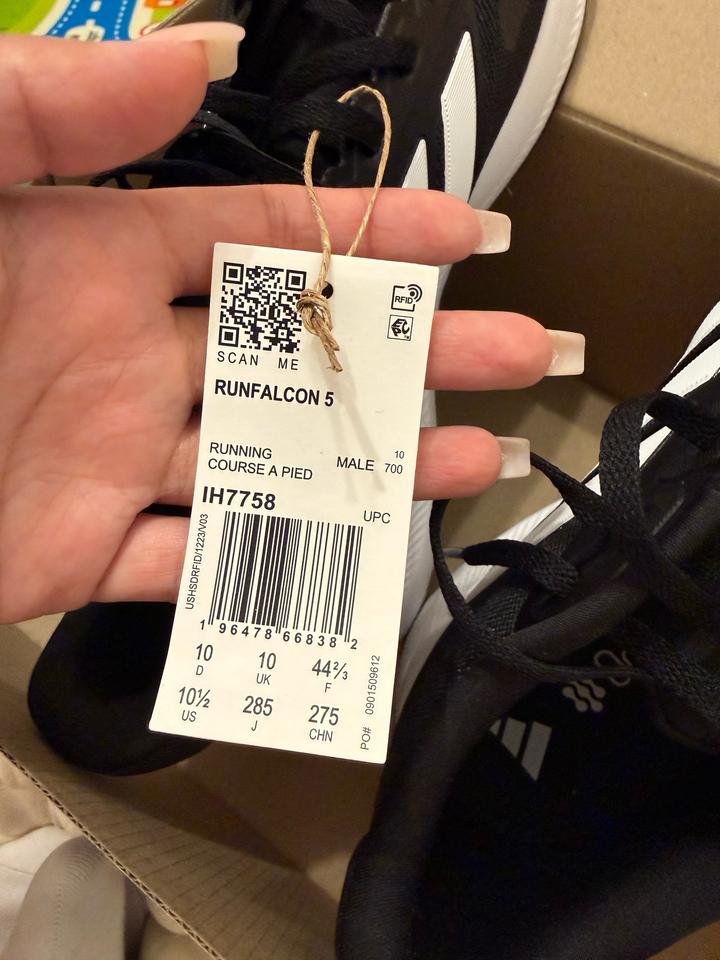 RFID
SCAN ME
RUNFALCON 5
RUNNING
COURSE A PIED
MALE
10
700
IH7758
UPC
USHSDRFID/1223/V03
1 96478 66838 2
10 10 44⅔
D UK F
10½ 285 275
US J CHN
PO# 0901509612